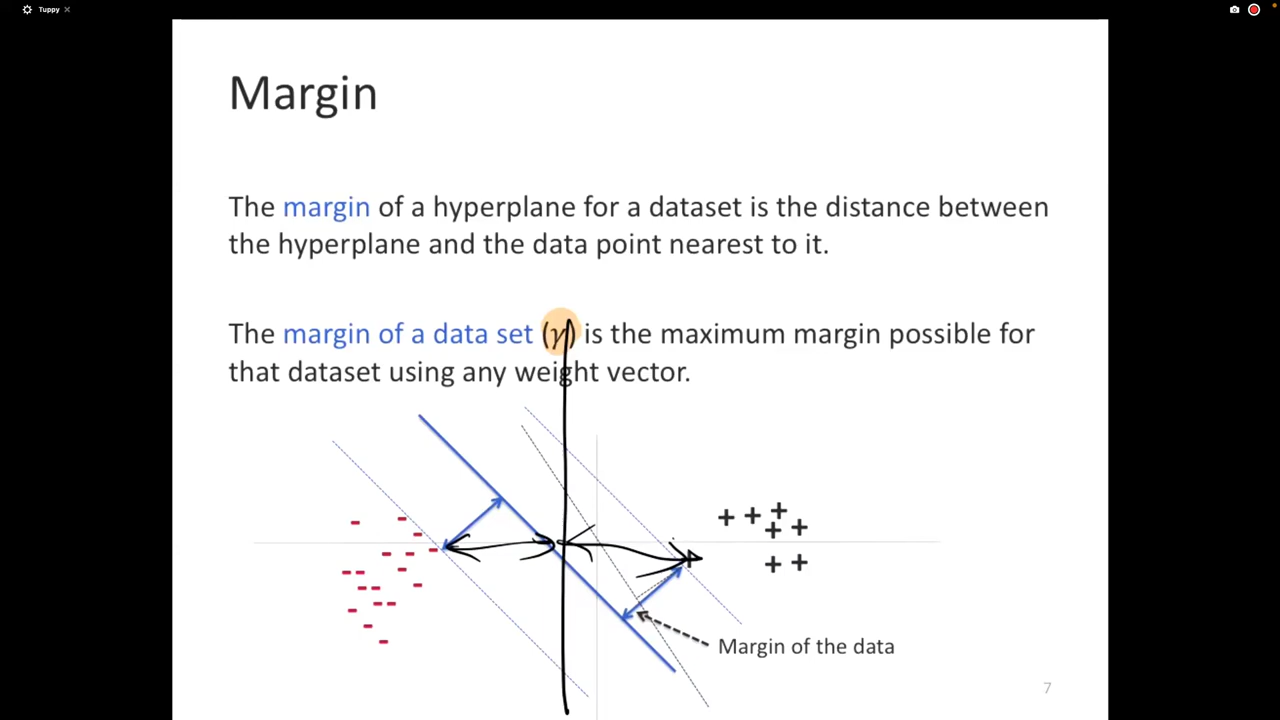 Tuppy
Margin
The margin of a hyperplane for a dataset is the distance between
the hyperplane and the data point nearest to it.
The margin of a data set (γ) is the maximum margin possible for
that dataset using any weight vector.
Margin of the data
7